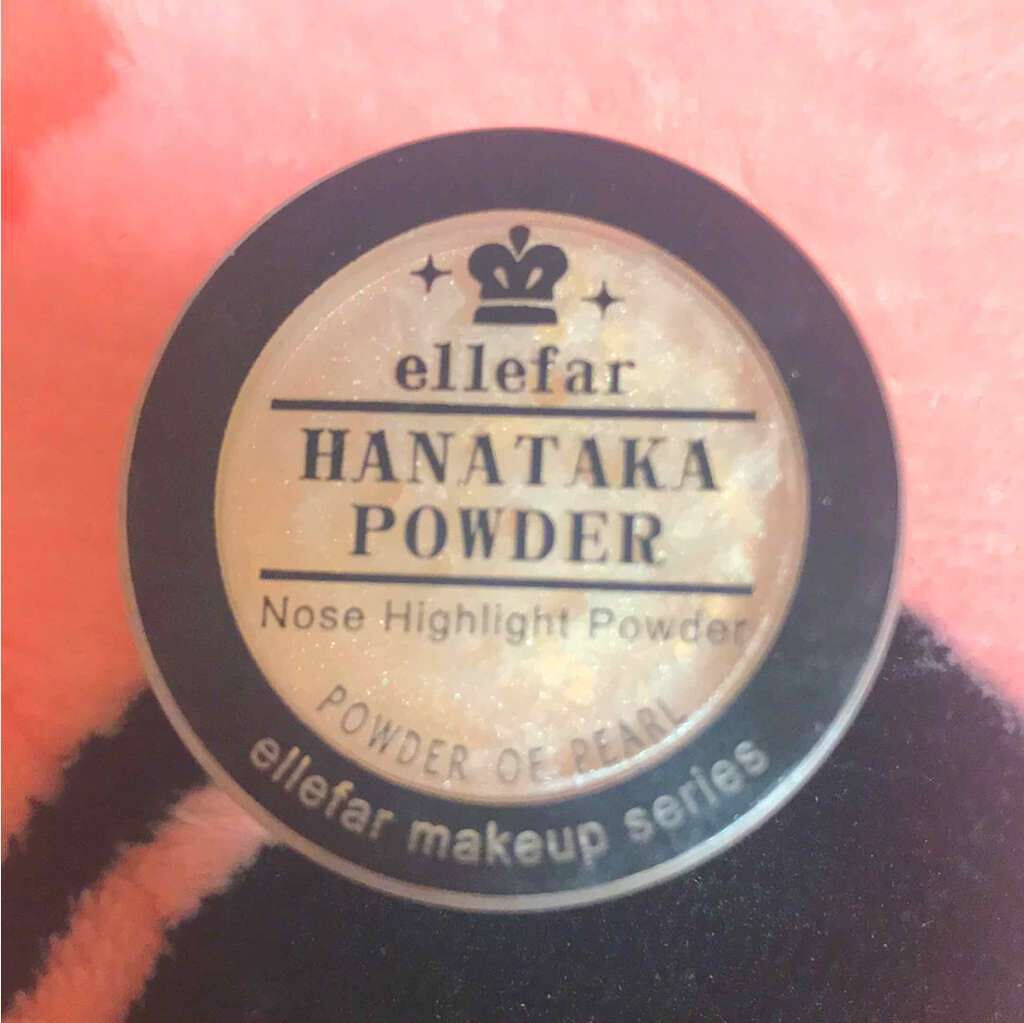 ellefar
HANATAKA
POWDER
Nose Highlight Powder
POWDER OF PEARL
ellefar makeup series